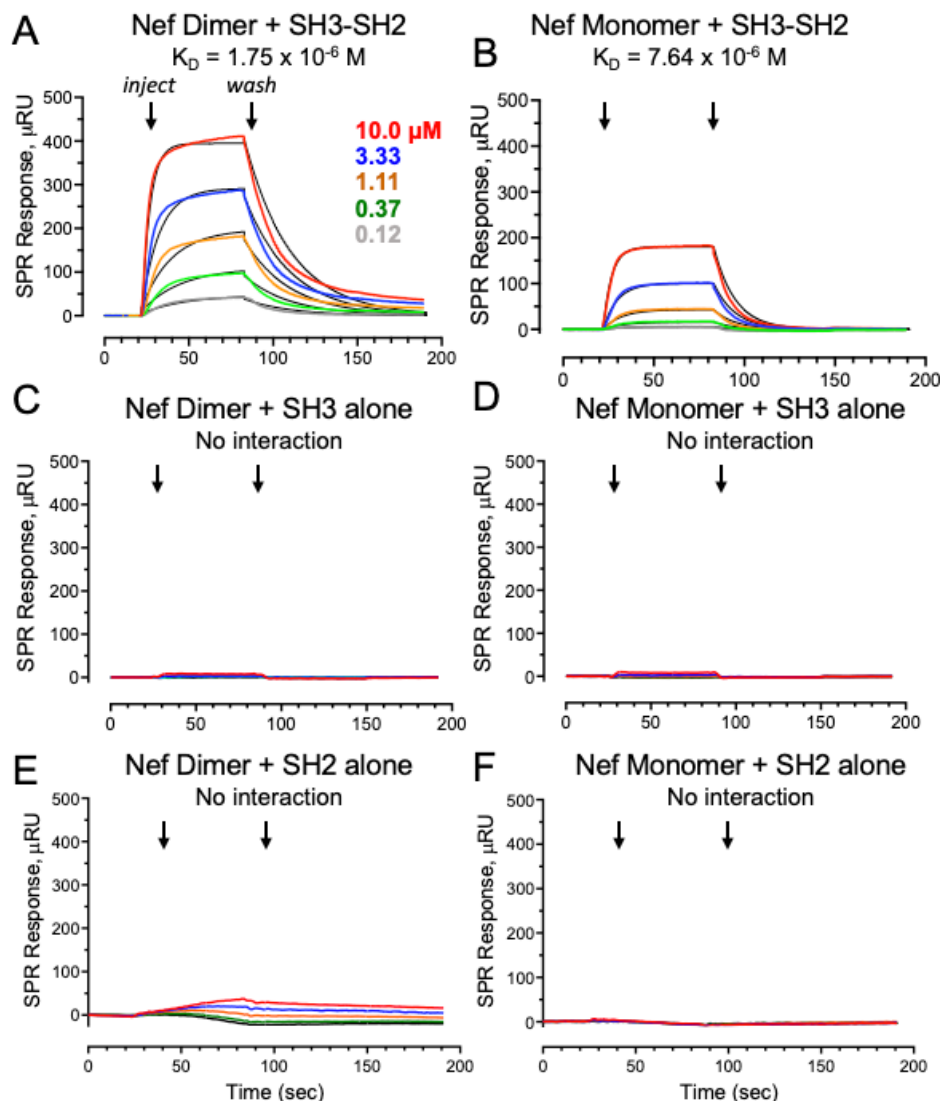 A
Nef Dimer + SH3-SH2
K_D = 1.75 x 10^-6 M
inject
wash
10.0 µM
3.33
1.11
0.37
0.12
SPR Response, µRU
500
400
300
200
100
0
0 50 100 150 200
B
Nef Monomer + SH3-SH2
K_D = 7.64 x 10^-6 M
SPR Response, µRU
500
400
300
200
100
0
0 50 100 150 200
C
Nef Dimer + SH3 alone
No interaction
SPR Response, µRU
500
400
300
200
100
0
0 50 100 150 200
D
Nef Monomer + SH3 alone
No interaction
SPR Response, µRU
500
400
300
200
100
0
0 50 100 150 200
E
Nef Dimer + SH2 alone
No interaction
SPR Response, µRU
500
400
300
200
100
0
0 50 100 150 200
Time (sec)
F
Nef Monomer + SH2 alone
No interaction
SPR Response, µRU
500
400
300
200
100
0
0 50 100 150 200
Time (sec)